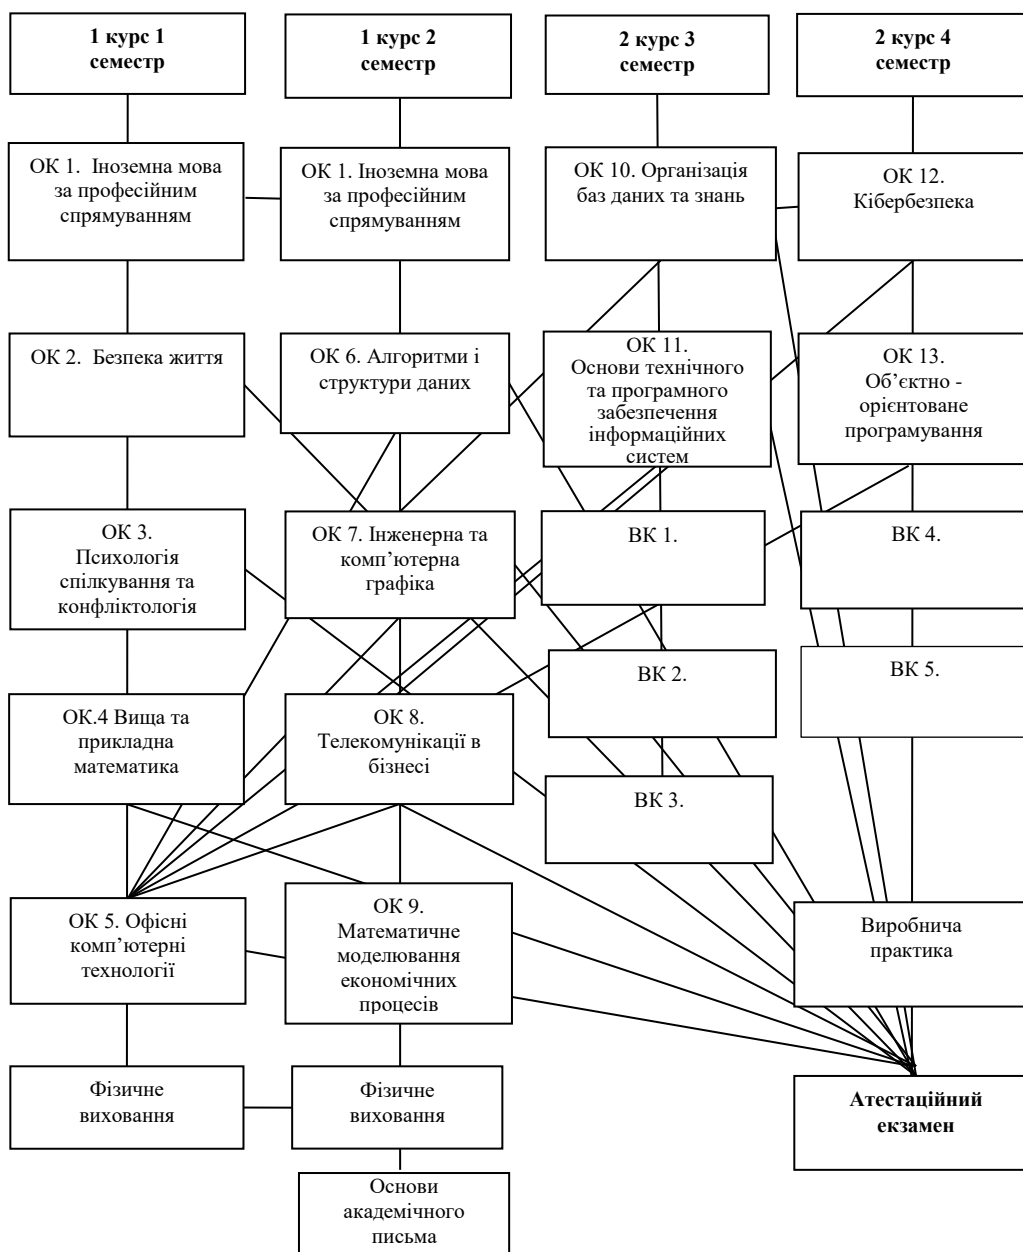 1 курс 1
семестр
ОК 1.  Іноземна мова
за професійним
спрямуванням
ОК 2.  Безпека життя
ОК 3.
Психологія
спілкування та
конфліктологія
ОК.4 Вища та
прикладна
математика
ОК 5. Офісні
комп’ютерні
технології
Фізичне
виховання
1 курс 2
семестр
ОК 1. Іноземна мова
за професійним
спрямуванням
ОК 6. Алгоритми і
структури даних
ОК 7. Інженерна та
комп’ютерна
графіка
ОК 8.
Телекомунікації в
бізнесі
ОК 9.
Математичне
моделювання
економічних
процесів
Фізичне
виховання
Основи
академічного
письма
2 курс 3
семестр
ОК 10. Організація
баз даних та знань
ОК 11.
Основи технічного
та програмного
забезпечення
інформаційних
систем
ВК 1.
ВК 2.
ВК 3.
2 курс 4
семестр
ОК 12.
Кібербезпека
ОК 13.
Об’єктно -
орієнтоване
програмування
ВК 4.
ВК 5.
Виробнича
практика
Атестаційний
екзамен